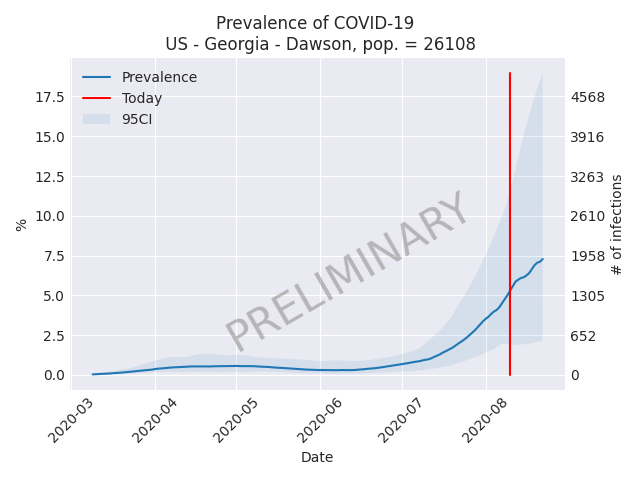 Prevalence of COVID-19
US - Georgia - Dawson, pop. = 26108
Prevalence
Today
95CI
17.5
15.0
12.5
10.0
7.5
5.0
2.5
0.0
%
4568
3916
3263
2610
1958
1305
652
0
# of infections
PRELIMINARY
2020-03
2020-04
2020-05
2020-06
2020-07
2020-08
Date